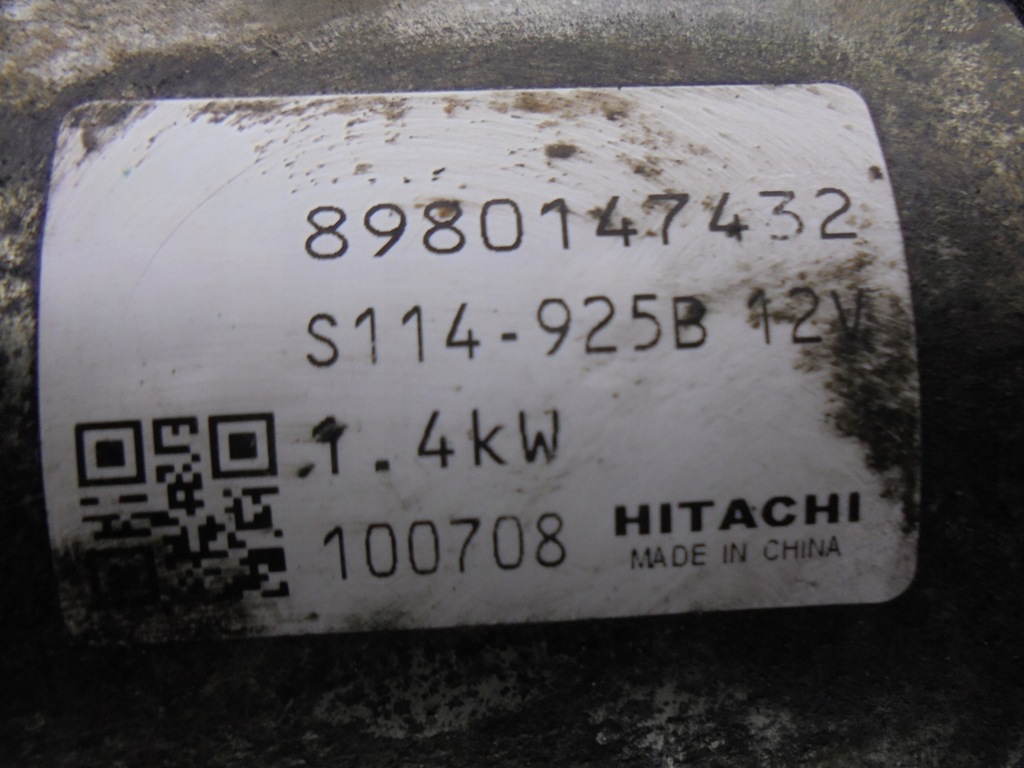 8980147432
S114-925B 12V
1.4kW
100708
HITACHI
MADE IN CHINA